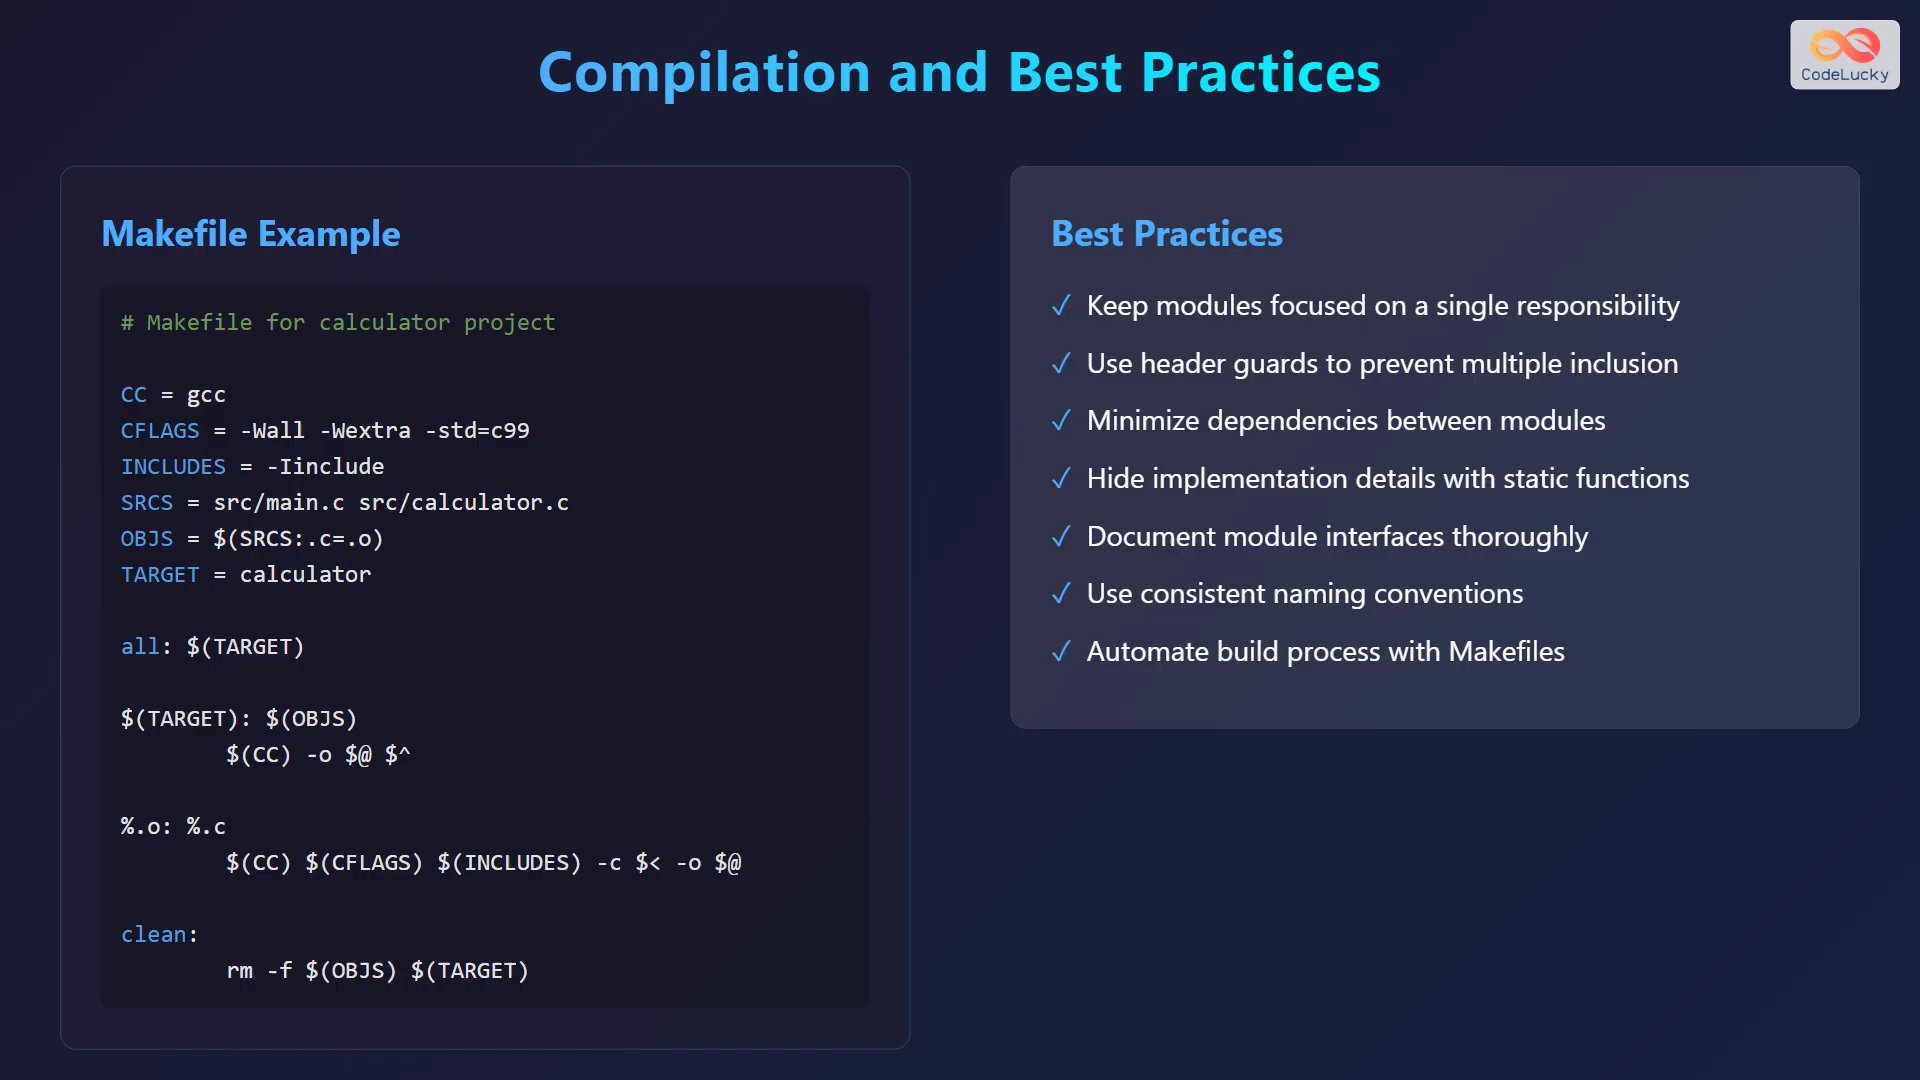 Compilation and Best Practices
CodeLucky
Makefile Example
# Makefile for calculator project
CC = gcc
CFLAGS = -Wall -Wextra -std=c99
INCLUDES = -Iinclude
SRCS = src/main.c src/calculator.c
OBJS = $(SRCS:.c=.o)
TARGET = calculator
all: $(TARGET)
$(TARGET): $(OBJS)
$(CC) -o $@ $^
%.o: %.c
$(CC) $(CFLAGS) $(INCLUDES) -c $< -o $@
clean:
rm -f $(OBJS) $(TARGET)
Best Practices
✓ Keep modules focused on a single responsibility
✓ Use header guards to prevent multiple inclusion
✓ Minimize dependencies between modules
✓ Hide implementation details with static functions
✓ Document module interfaces thoroughly
✓ Use consistent naming conventions
✓ Automate build process with Makefiles